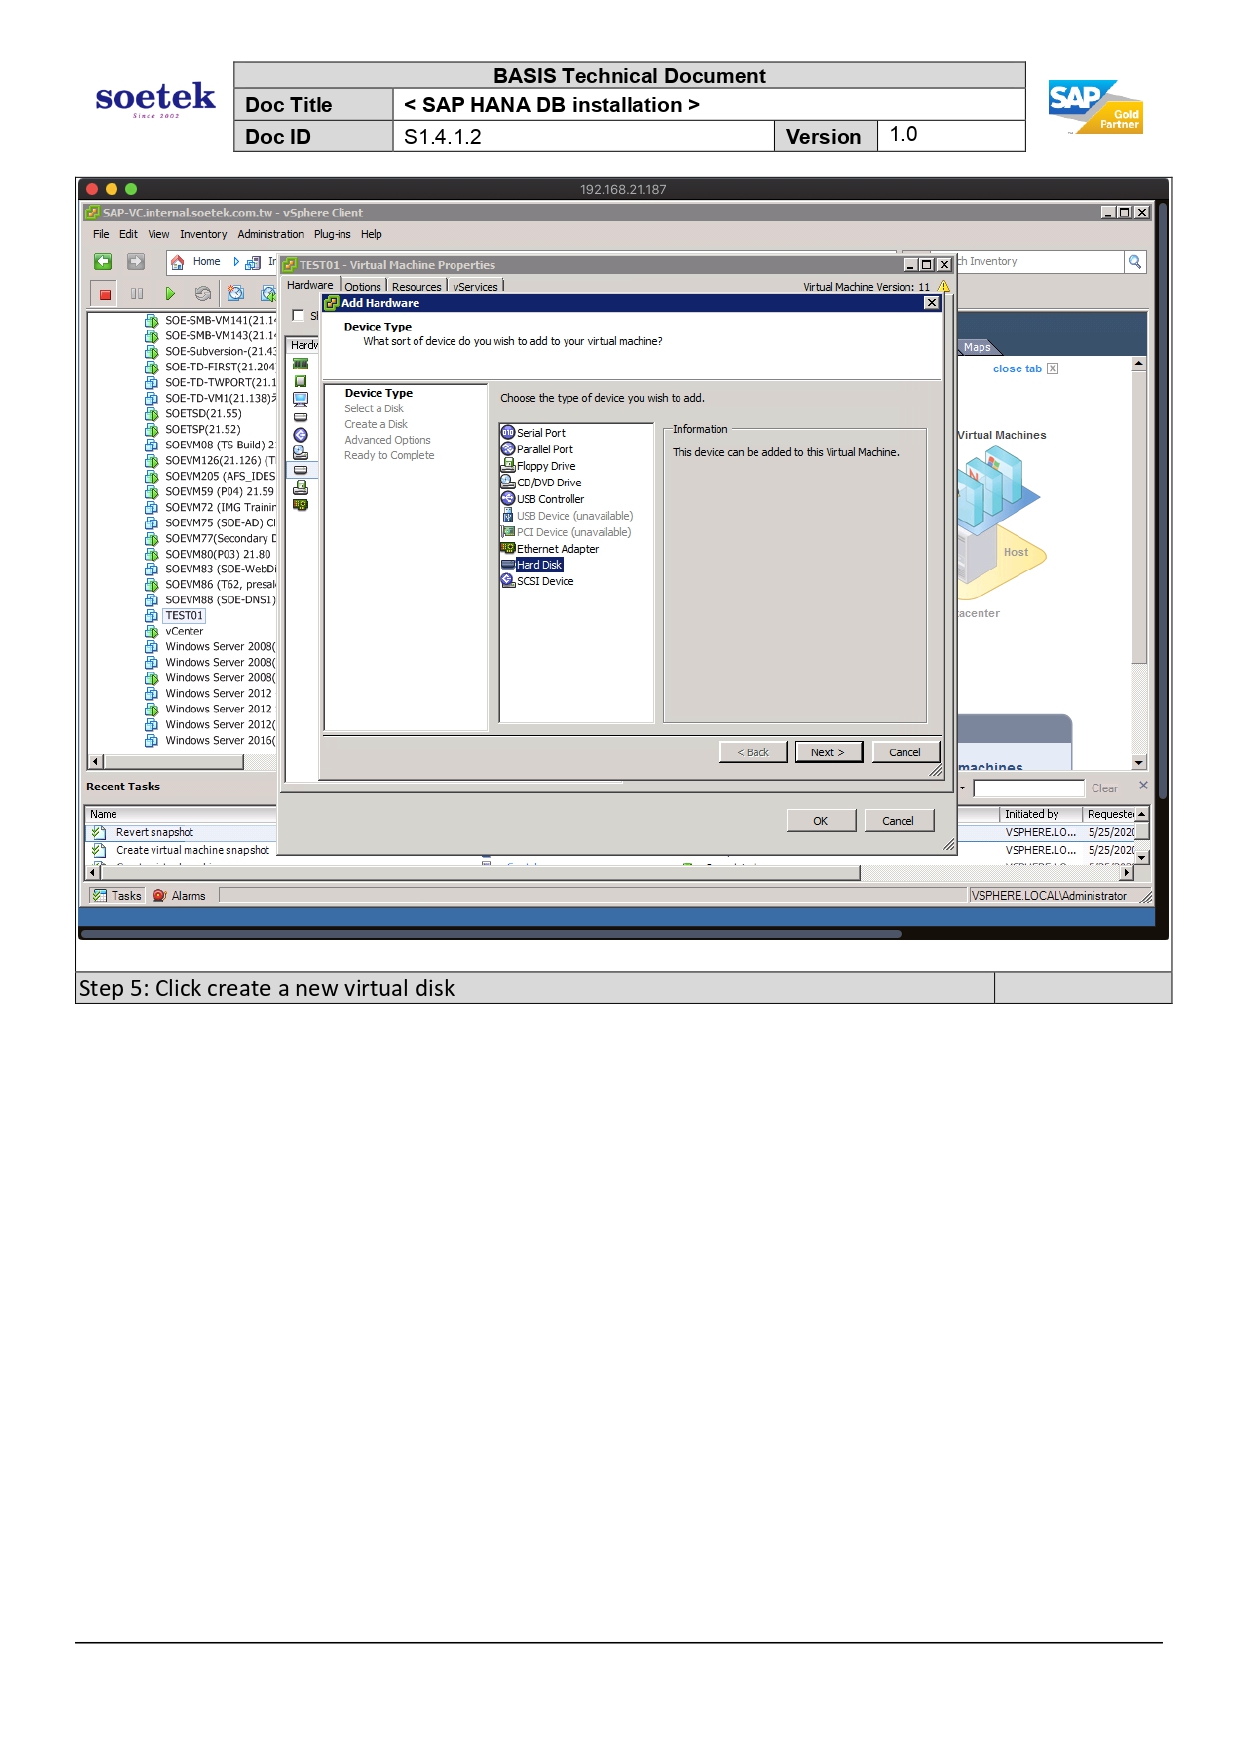 soetek
Since 2002
BASIS Technical Document
Doc Title < SAP HANA DB installation >
Doc ID S1.4.1.2 Version 1.0
SAP
Gold
Partner
192.168.21.187
SAP-VC.internal.soetek.com.tw - vSphere Client
File Edit View Inventory Administration Plug-ins Help
Home
Inventory
TEST01 - Virtual Machine Properties
Hardware Options Resources vServices Virtual Machine Version: 11
Add Hardware
Device Type
What sort of device do you wish to add to your virtual machine?
Device Type
Select a Disk
Create a Disk
Advanced Options
Ready to Complete
Choose the type of device you wish to add.
Serial Port
Parallel Port
Floppy Drive
CD/DVD Drive
USB Controller
USB Device (unavailable)
PCI Device (unavailable)
Ethernet Adapter
Hard Disk
SCSI Device
Information
This device can be added to this Virtual Machine.
< Back Next > Cancel
OK Cancel
SOE-SMB-VM141(21.14
SOE-SMB-VM143(21.14
SOE-Subversion-(21.43
SOE-TD-FIRST(21.204
SOE-TD-TWPORT(21.1
SOE-TD-VM1(21.138)
SOETSD(21.55)
SOETSP(21.52)
SOEVM08 (TS Build) 2
SOEVM126(21.126) (T
SOEVM205 (AFS_IDES
SOEVM59 (P04) 21.59
SOEVM72 (IMG Trainin
SOEVM75 (SOE-AD) C
SOEVM77(Secondary D
SOEVM80(P03) 21.80
SOEVM83 (SOE-WebDi
SOEVM86 (T62, presal
SOEVM88 (SOE-DNS1)
TEST01
vCenter
Windows Server 2008(
Windows Server 2008(
Windows Server 2008(
Windows Server 2012
Windows Server 2012
Windows Server 2012(
Windows Server 2016(
Maps
close tab
Virtual Machines
Host
acenter
machines
Recent Tasks
Clear
Name Initiated by Requeste
Revert snapshot VSPHERE.LO... 5/25/202
Create virtual machine snapshot VSPHERE.LO... 5/25/202
Tasks Alarms VSPHERE.LOCAL\Administrator
Step 5: Click create a new virtual disk